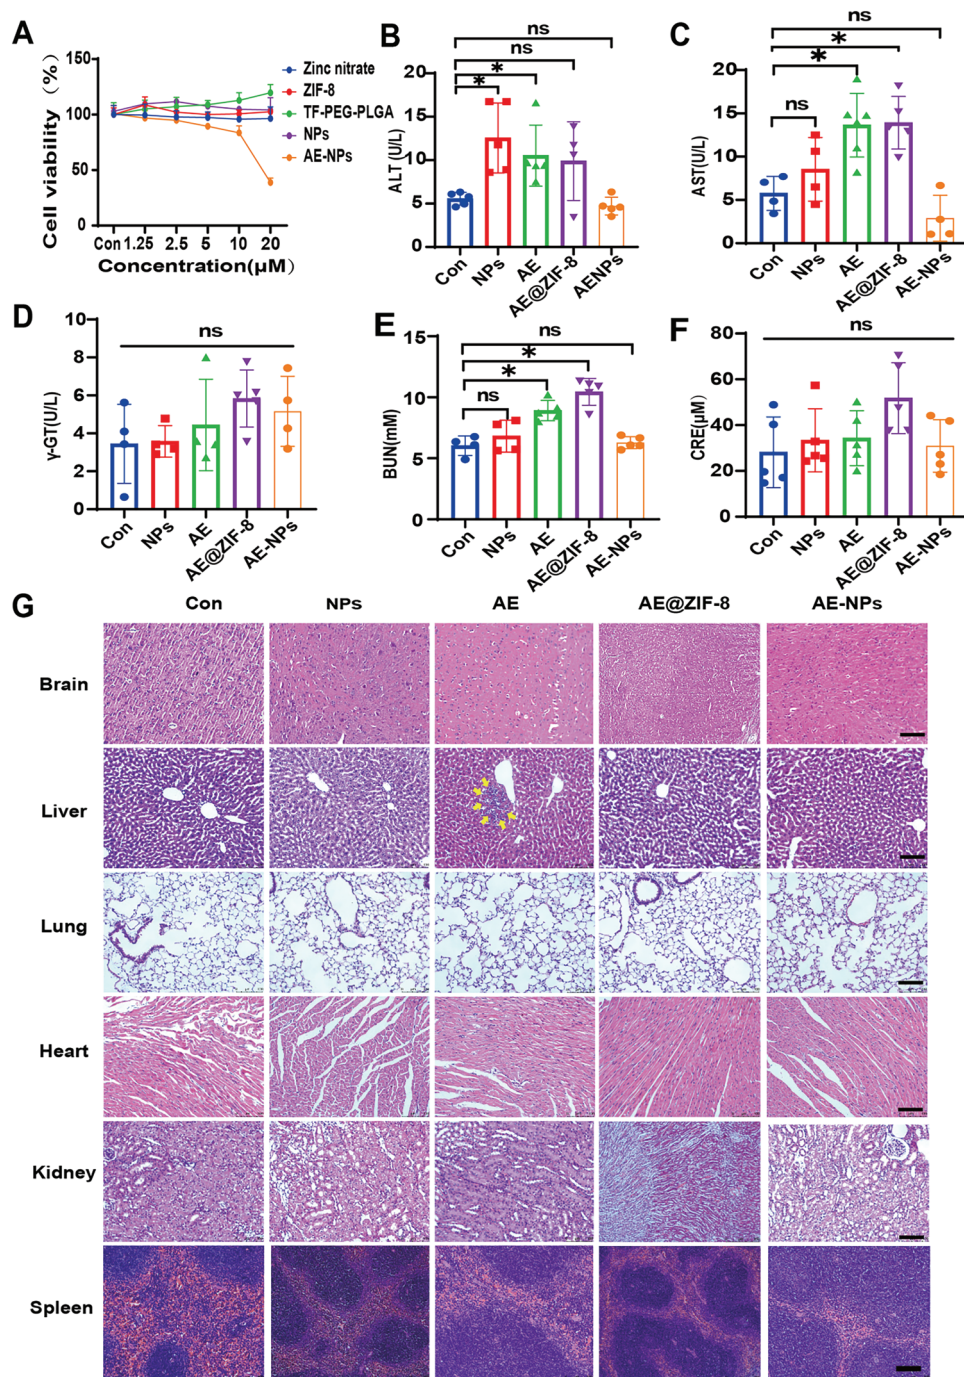 A
Cell viability (%)
150
100
50
0
Con 1.25 2.5 5 10 20
Concentration(μM)
Zinc nitrate
ZIF-8
TF-PEG-PLGA
NPs
AE-NPs
B
ALT (U/L)
20
15
10
5
0
ns
ns
*
*
Con
NPs
AE
AE@ZIF-8
AENPs
C
AST(U/L)
20
15
10
5
0
ns
*
*
ns
Con
NPs
AE
AE@ZIF-8
AE-NPs
D
γ-GT(U/L)
10
8
6
4
2
0
ns
Con
NPs
AE
AE@ZIF-8
AE-NPs
E
BUN(mM)
15
10
5
0
ns
*
*
ns
Con
NPs
AE
AE@ZIF-8
AE-NPs
F
CRE(μM)
80
60
40
20
0
ns
Con
NPs
AE
AE@ZIF-8
AE-NPs
G
Con NPs AE AE@ZIF-8 AE-NPs
Brain
Liver
Lung
Heart
Kidney
Spleen